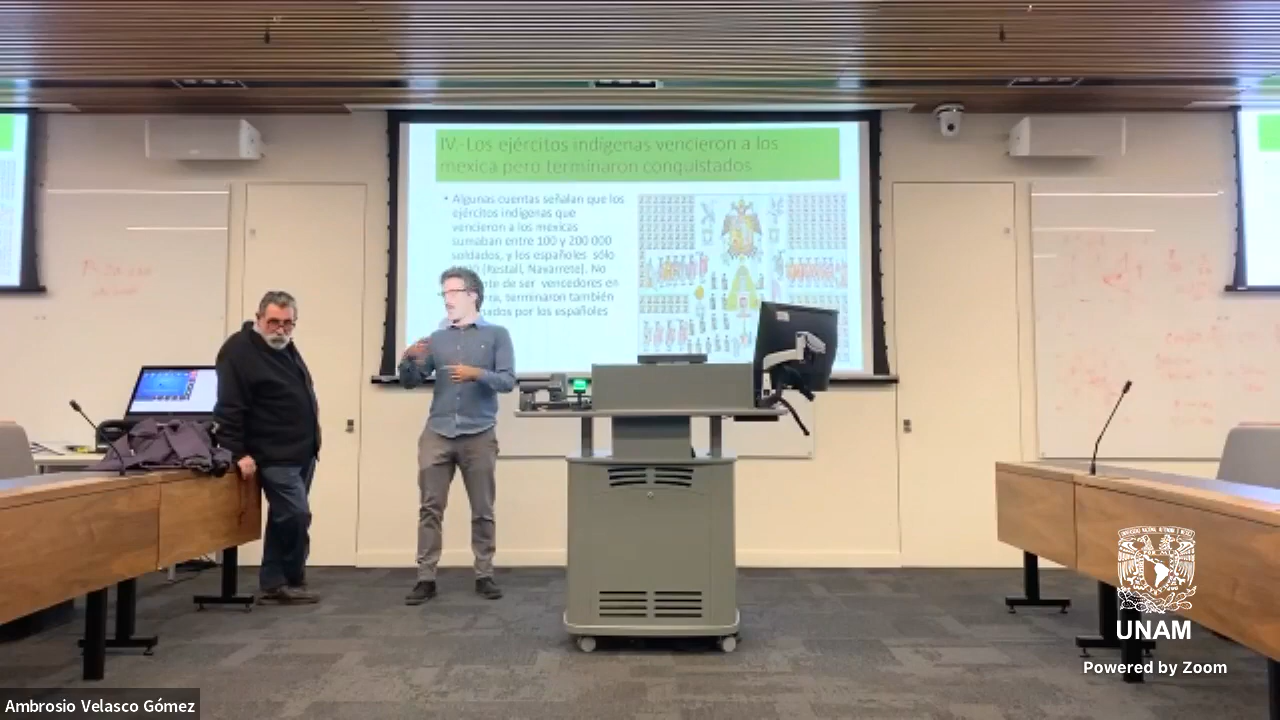 IV.-Los ejércitos indígenas vencieron a los
mexica pero terminaron conquistados
• Algunas cuentas señalan que los
ejércitos indígenas que
vencieron a los mexicas
sumaban entre 100 y 200 000
soldados, y los españoles sólo
(Restall, Navarrete). No
de ser vencedores en
terminaron también
por los españoles
UNAM
Powered by Zoom
Ambrosio Velasco Gómez